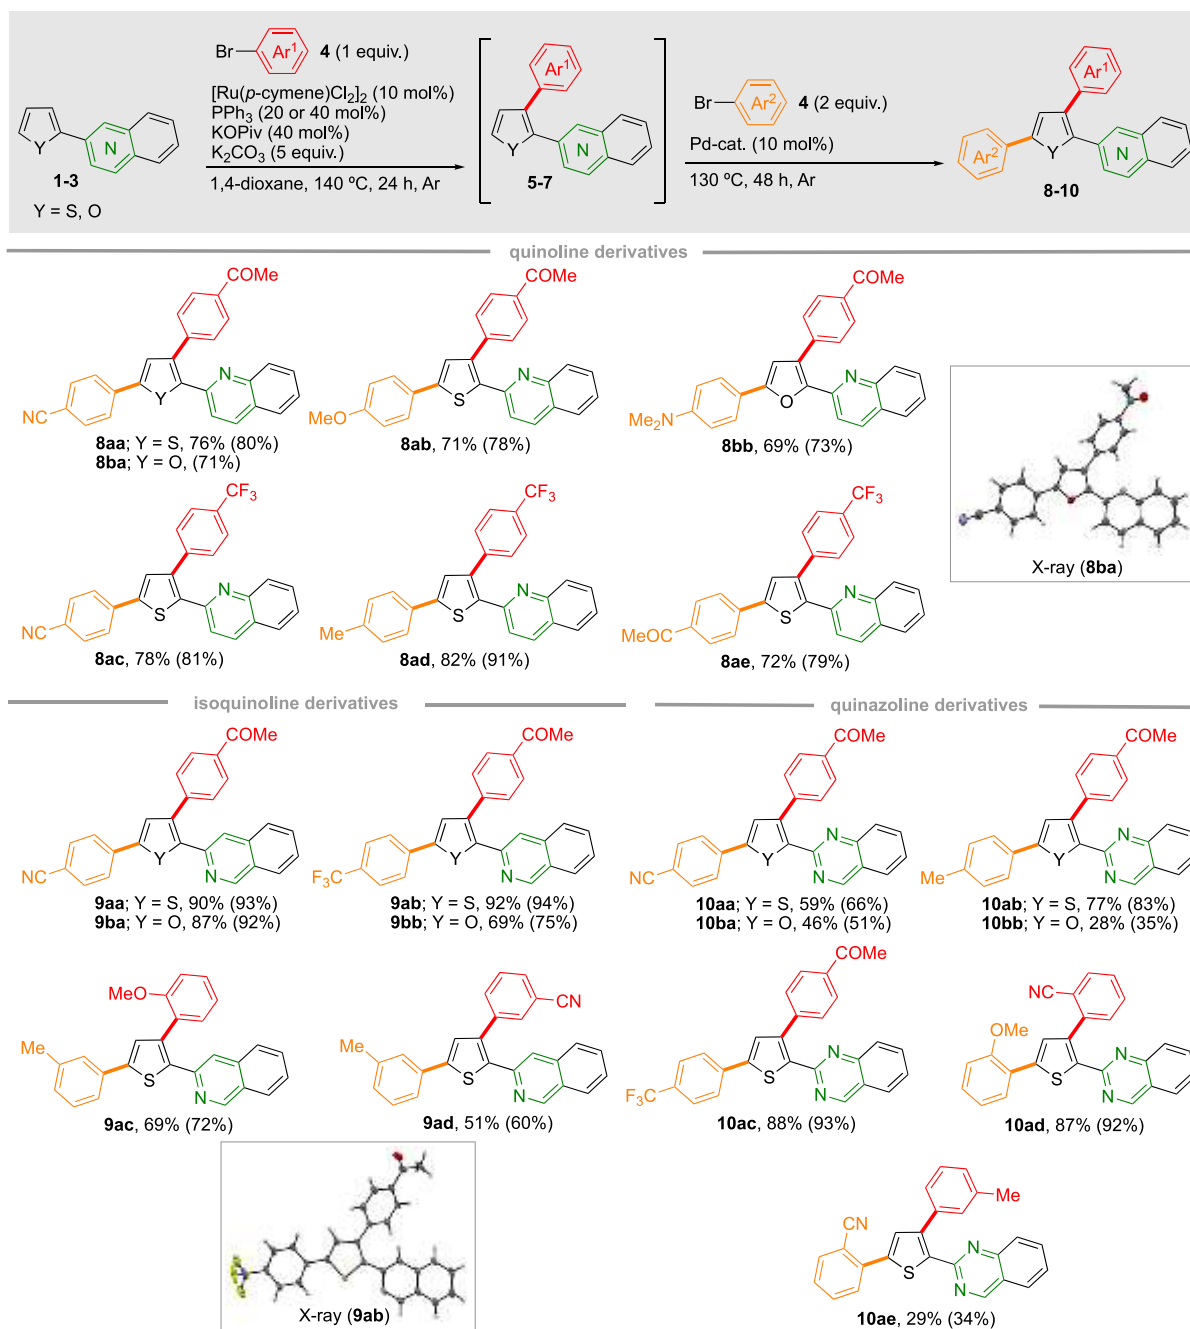 Br Ar1 4 (1 equiv.)
[Ru(p-cymene)Cl2]2 (10 mol%)
PPh3 (20 or 40 mol%)
KOPiv (40 mol%)
K2CO3 (5 equiv.)
1,4-dioxane, 140 ºC, 24 h, Ar
Y N
1-3
Y = S, O
Ar1
Y N
5-7
Br Ar2 4 (2 equiv.)
Pd-cat. (10 mol%)
130 ºC, 48 h, Ar
Ar1
Ar2 Y N
8-10
quinoline derivatives
COMe
N
Y
NC
8aa; Y = S, 76% (80%)
8ba; Y = O, (71%)
COMe
N
S
MeO
8ab, 71% (78%)
COMe
N
O
Me2N
8bb, 69% (73%)
X-ray (8ba)
CF3
N
S
NC
8ac, 78% (81%)
CF3
N
S
Me
8ad, 82% (91%)
CF3
N
S
MeOC
8ae, 72% (79%)
isoquinoline derivatives
quinazoline derivatives
COMe
Y
N
NC
9aa; Y = S, 90% (93%)
9ba; Y = O, 87% (92%)
COMe
Y
N
F3C
9ab; Y = S, 92% (94%)
9bb; Y = O, 69% (75%)
COMe
N
Y
N
NC
10aa; Y = S, 59% (66%)
10ba; Y = O, 46% (51%)
COMe
N
Y
N
Me
10ab; Y = S, 77% (83%)
10bb; Y = O, 28% (35%)
MeO
Me
S
N
9ac, 69% (72%)
CN
Me
S
N
9ad, 51% (60%)
COMe
N
S
N
F3C
10ac, 88% (93%)
NC
OMe
N
S
N
10ad, 87% (92%)
X-ray (9ab)
Me
CN
N
S
N
10ae, 29% (34%)